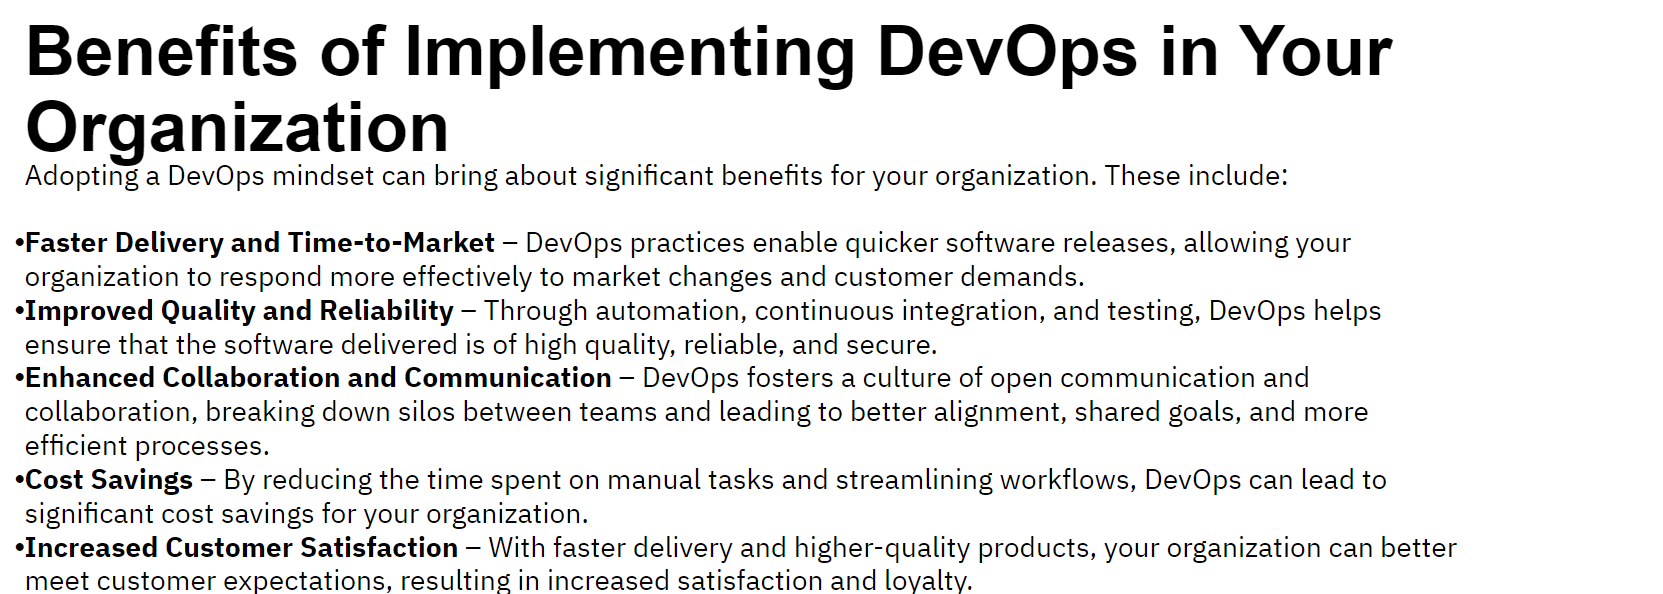 Benefits of Implementing DevOps in Your
Organization
Adopting a DevOps mindset can bring about significant benefits for your organization. These include:
•Faster Delivery and Time-to-Market – DevOps practices enable quicker software releases, allowing your
organization to respond more effectively to market changes and customer demands.
•Improved Quality and Reliability – Through automation, continuous integration, and testing, DevOps helps
ensure that the software delivered is of high quality, reliable, and secure.
•Enhanced Collaboration and Communication – DevOps fosters a culture of open communication and
collaboration, breaking down silos between teams and leading to better alignment, shared goals, and more
efficient processes.
•Cost Savings – By reducing the time spent on manual tasks and streamlining workflows, DevOps can lead to
significant cost savings for your organization.
•Increased Customer Satisfaction – With faster delivery and higher-quality products, your organization can better
meet customer expectations, resulting in increased satisfaction and loyalty.